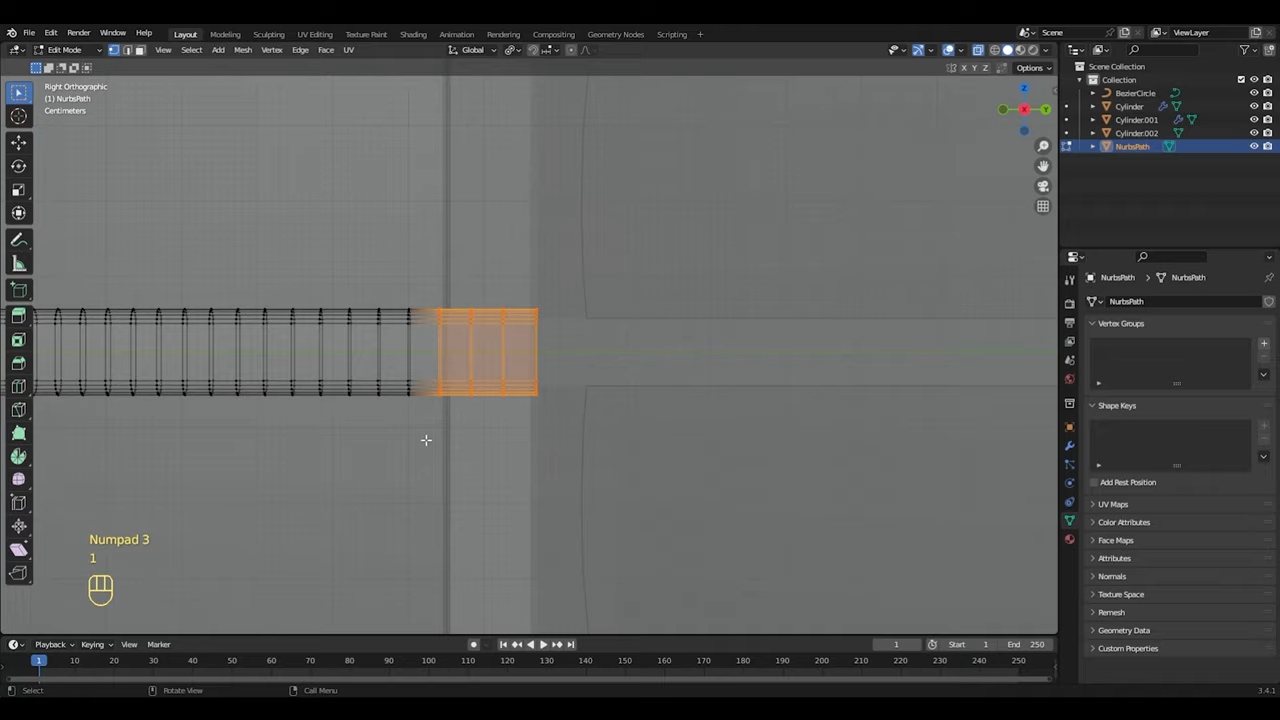 File Edit Render Window Help Layout Modeling Sculpting UV Editing Texture Paint Shading Animation Rendering Compositing Geometry Nodes Scripting Scene ViewLayer
Edit Mode View Select Add Mesh Vertex Edge Face UV Global
X Y Z Options
Right Orthographic
(1) NurbsPath
Centimeters
Z
X
Y
Scene Collection
Collection
BezierCircle
Cylinder
Cylinder.001
Cylinder.002
NurbsPath
NurbsPath NurbsPath
NurbsPath
Vertex Groups
Shape Keys
Add Rest Position
UV Maps
Color Attributes
Face Maps
Attributes
Normals
Texture Space
Remesh
Geometry Data
Custom Properties
Numpad 3
1
Playback Keying View Marker 1 Start 1 End 250
1 10 20 30 40 50 60 70 80 90 100 110 120 130 140 150 160 170 180 190 200 210 220 230 240 250
Select Rotate View Call Menu 3.4.1